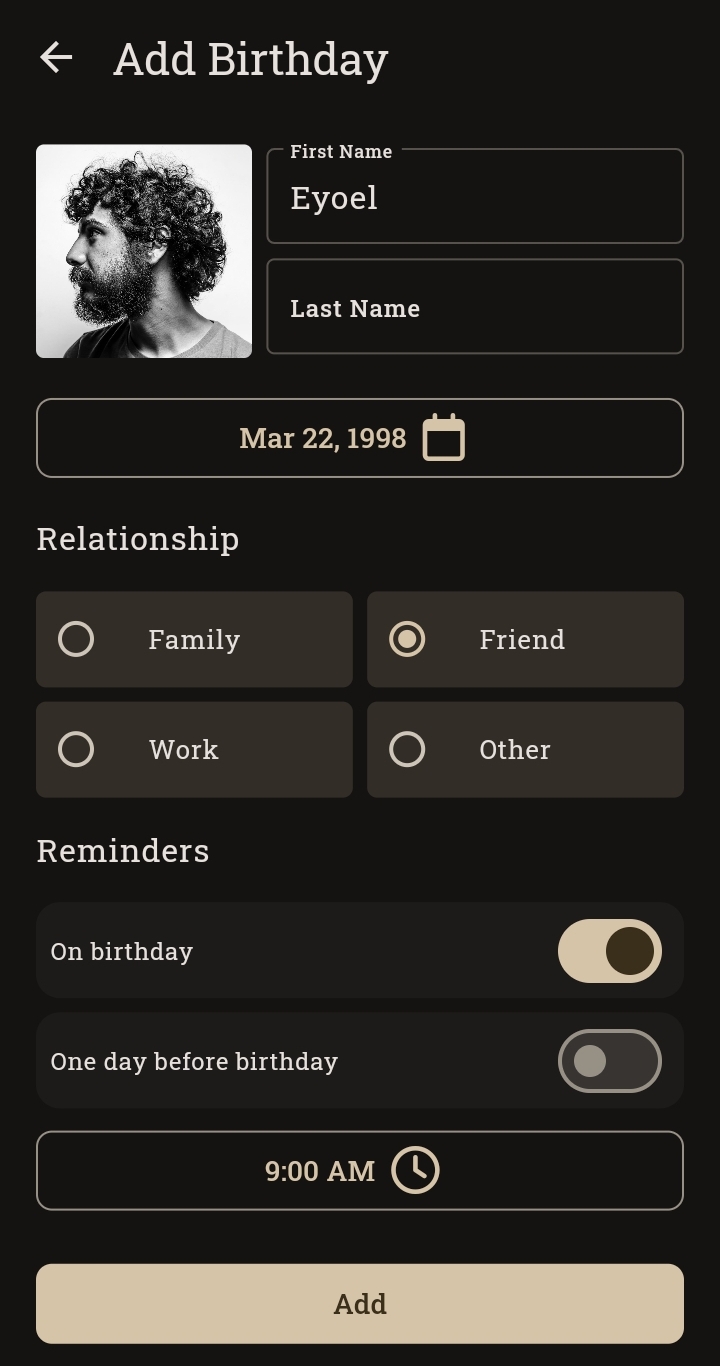 Add Birthday
First Name
Eyoel
Last Name
Mar 22, 1998
Relationship
Family
Friend
Work
Other
Reminders
On birthday
One day before birthday
9:00 AM
Add